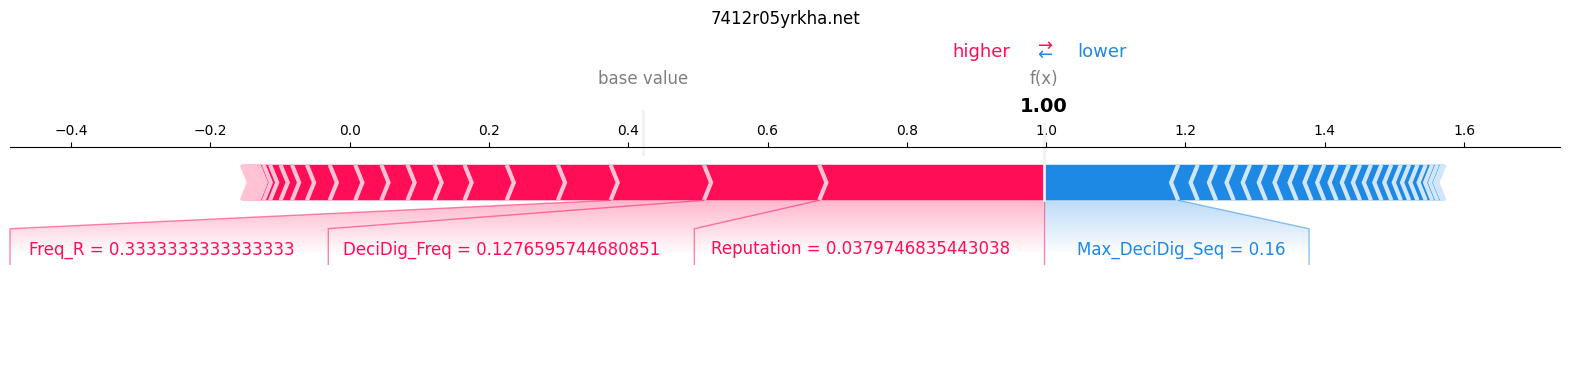 7412r05yrkha.net
higher ⇄ lower
base value f(x)
1.00
−0.4 −0.2 0.0 0.2 0.4 0.6 0.8 1.0 1.2 1.4 1.6
Freq_R = 0.3333333333333333 DeciDig_Freq = 0.1276595744680851 Reputation = 0.0379746835443038 Max_DeciDig_Seq = 0.16